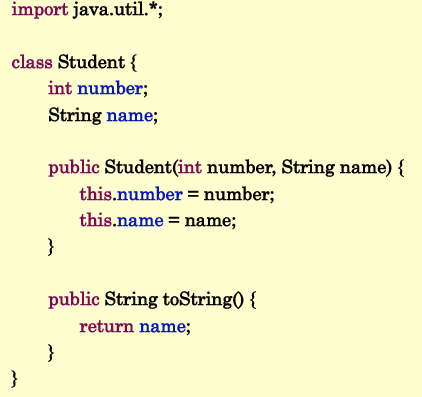 import java.util.*;
class Student {
int number;
String name;
public Student(int number, String name) {
this.number = number;
this.name = name;
}
public String toString() {
return name;
}
}